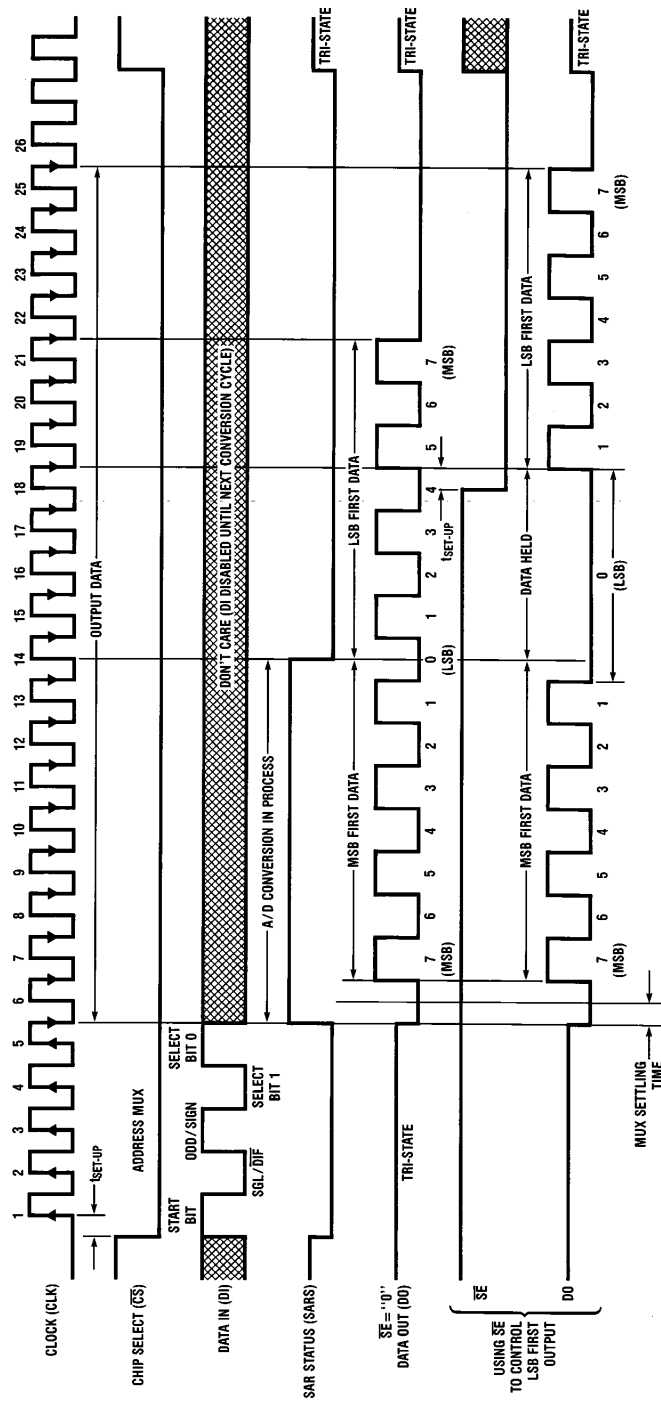 1 2 3 4 5 6 7 8 9 10 11 12 13 14 15 16 17 18 19 20 21 22 23 24 25 26
CLOCK (CLK)
tSET-UP
OUTPUT DATA
CHIP SELECT (C̅S̅)
ADDRESS MUX
START BIT
ODD/SIGN
SELECT BIT 0
DATA IN (DI)
DON'T CARE (DI DISABLED UNTIL NEXT CONVERSION CYCLE)
SGL/D̅I̅F̅
SELECT BIT 1
A/D CONVERSION IN PROCESS
SAR STATUS (SARS)
TRI-STATE
MSB FIRST DATA
LSB FIRST DATA
S̅E̅ = "0"
DATA OUT (DO)
TRI-STATE
TRI-STATE
7 6 5 4 3 2 1 0 1 2 3 4 5 6 7
(MSB) (LSB) (MSB)
tSET-UP
S̅E̅
USING S̅E̅
TO CONTROL
LSB FIRST
OUTPUT
MSB FIRST DATA
DATA HELD
LSB FIRST DATA
DO
TRI-STATE
7 6 5 4 3 2 1 0 1 2 3 4 5 6 7
(MSB) (LSB) (MSB)
MUX SETTLING
TIME